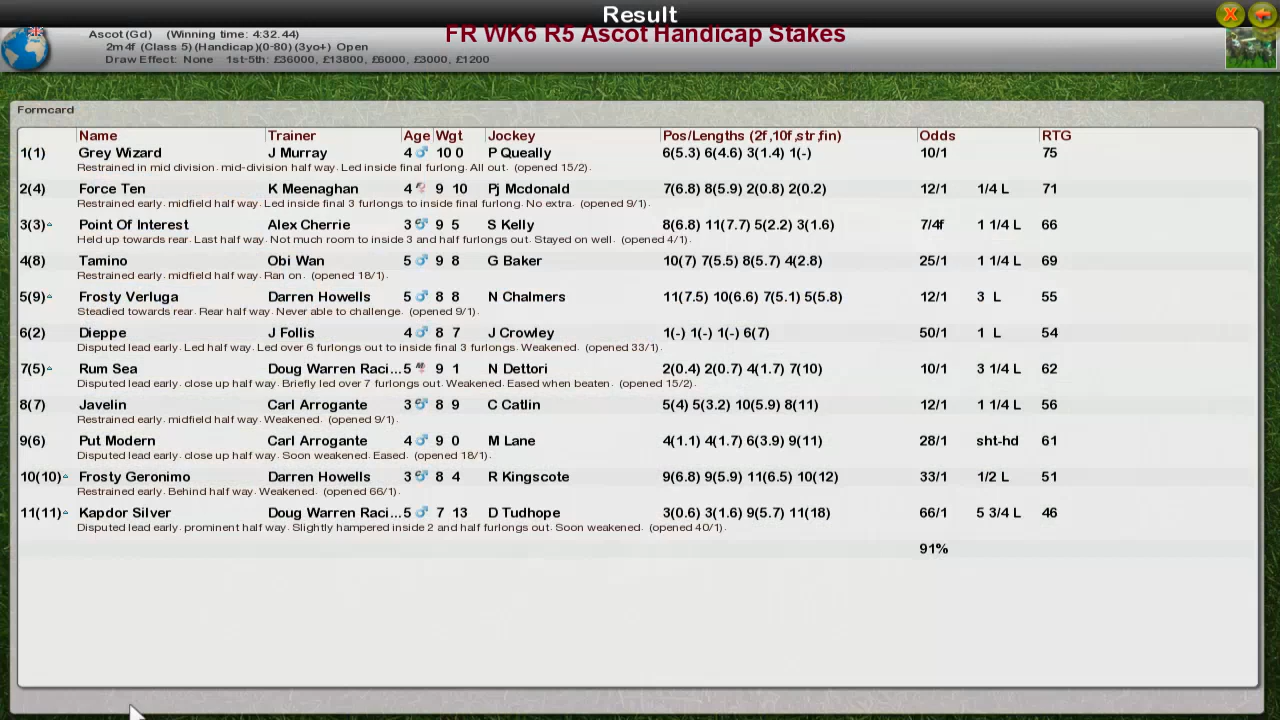 Result
FR WK6 R5 Ascot Handicap Stakes
Ascot (Gd) (Winning time: 4:32.44)
2m4f (Class 5) (Handicap)(0-80) (3yo+) Open
Draw Effect: None 1st-5th: £36000, £13800, £6000, £3000, £1200
Formcard
Name Trainer Age Wgt Jockey Pos/Lengths (2f,10f,str,fin) Odds RTG
1(1) Grey Wizard J Murray 4 10 0 P Queally 6(5.3) 6(4.6) 3(1.4) 1(-) 10/1 75
Restrained in mid division. mid-division half way. Led inside final furlong. All out. (opened 15/2).
2(4) Force Ten K Meenaghan 4 9 10 Pj Mcdonald 7(6.8) 8(5.9) 2(0.8) 2(0.2) 12/1 1/4 L 71
Restrained early. midfield half way. Led inside final 3 furlongs to inside final furlong. No extra. (opened 9/1).
3(3) Point Of Interest Alex Cherrie 3 9 5 S Kelly 8(6.8) 11(7.7) 5(2.2) 3(1.6) 7/4f 1 1/4 L 66
Held up towards rear. Last half way. Not much room to inside 3 and half furlongs out. Stayed on well. (opened 4/1).
4(8) Tamino Obi Wan 5 9 8 G Baker 10(7) 7(5.5) 8(5.7) 4(2.8) 25/1 1 1/4 L 69
Restrained early. midfield half way. Ran on. (opened 18/1).
5(9) Frosty Verluga Darren Howells 5 8 8 N Chalmers 11(7.5) 10(6.6) 7(5.1) 5(5.8) 12/1 3 L 55
Steadied towards rear. Rear half way. Never able to challenge. (opened 9/1).
6(2) Dieppe J Follis 4 8 7 J Crowley 1(-) 1(-) 1(-) 6(7) 50/1 1 L 54
Disputed lead early. Led half way. Led over 6 furlongs out to inside final 3 furlongs. Weakened. (opened 33/1).
7(5) Rum Sea Doug Warren Raci... 5 9 1 N Dettori 2(0.4) 2(0.7) 4(1.7) 7(10) 10/1 3 1/4 L 62
Disputed lead early. close up half way. Briefly led over 7 furlongs out. Weakened. Eased when beaten. (opened 15/2).
8(7) Javelin Carl Arrogante 3 8 9 C Catlin 5(4) 5(3.2) 10(5.9) 8(11) 12/1 1 1/4 L 56
Restrained early. midfield half way. Weakened. (opened 9/1).
9(6) Put Modern Carl Arrogante 4 9 0 M Lane 4(1.1) 4(1.7) 6(3.9) 9(11) 28/1 sht-hd 61
Disputed lead early. close up half way. Soon weakened. Eased. (opened 18/1).
10(10) Frosty Geronimo Darren Howells 3 8 4 R Kingscote 9(6.8) 9(5.9) 11(6.5) 10(12) 33/1 1/2 L 51
Restrained early. Behind half way. Weakened. (opened 66/1).
11(11) Kapdor Silver Doug Warren Raci... 5 7 13 D Tudhope 3(0.6) 3(1.6) 9(5.7) 11(18) 66/1 5 3/4 L 46
Disputed lead early. prominent half way. Slightly hampered inside 2 and half furlongs out. Soon weakened. (opened 40/1).
91%